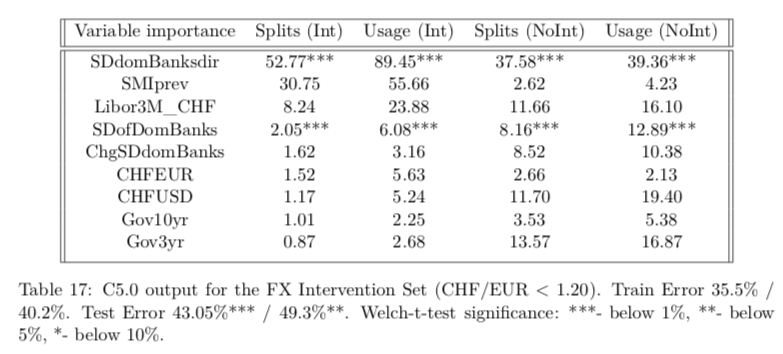 Variable importance Splits (Int) Usage (Int) Splits (NoInt) Usage (NoInt)
SDdomBanksdir 52.77*** 89.45*** 37.58*** 39.36***
SMIprev 30.75 55.66 2.62 4.23
Libor3M_CHF 8.24 23.88 11.66 16.10
SDofDomBanks 2.05*** 6.08*** 8.16*** 12.89***
ChgSDdomBanks 1.62 3.16 8.52 10.38
CHFEUR 1.52 5.63 2.66 2.13
CHFUSD 1.17 5.24 11.70 19.40
Gov10yr 1.01 2.25 3.53 5.38
Gov3yr 0.87 2.68 13.57 16.87
Table 17: C5.0 output for the FX Intervention Set (CHF/EUR < 1.20). Train Error 35.5% /
40.2%. Test Error 43.05%*** / 49.3%**. Welch-t-test significance: ***- below 1%, **- below
5%, *- below 10%.